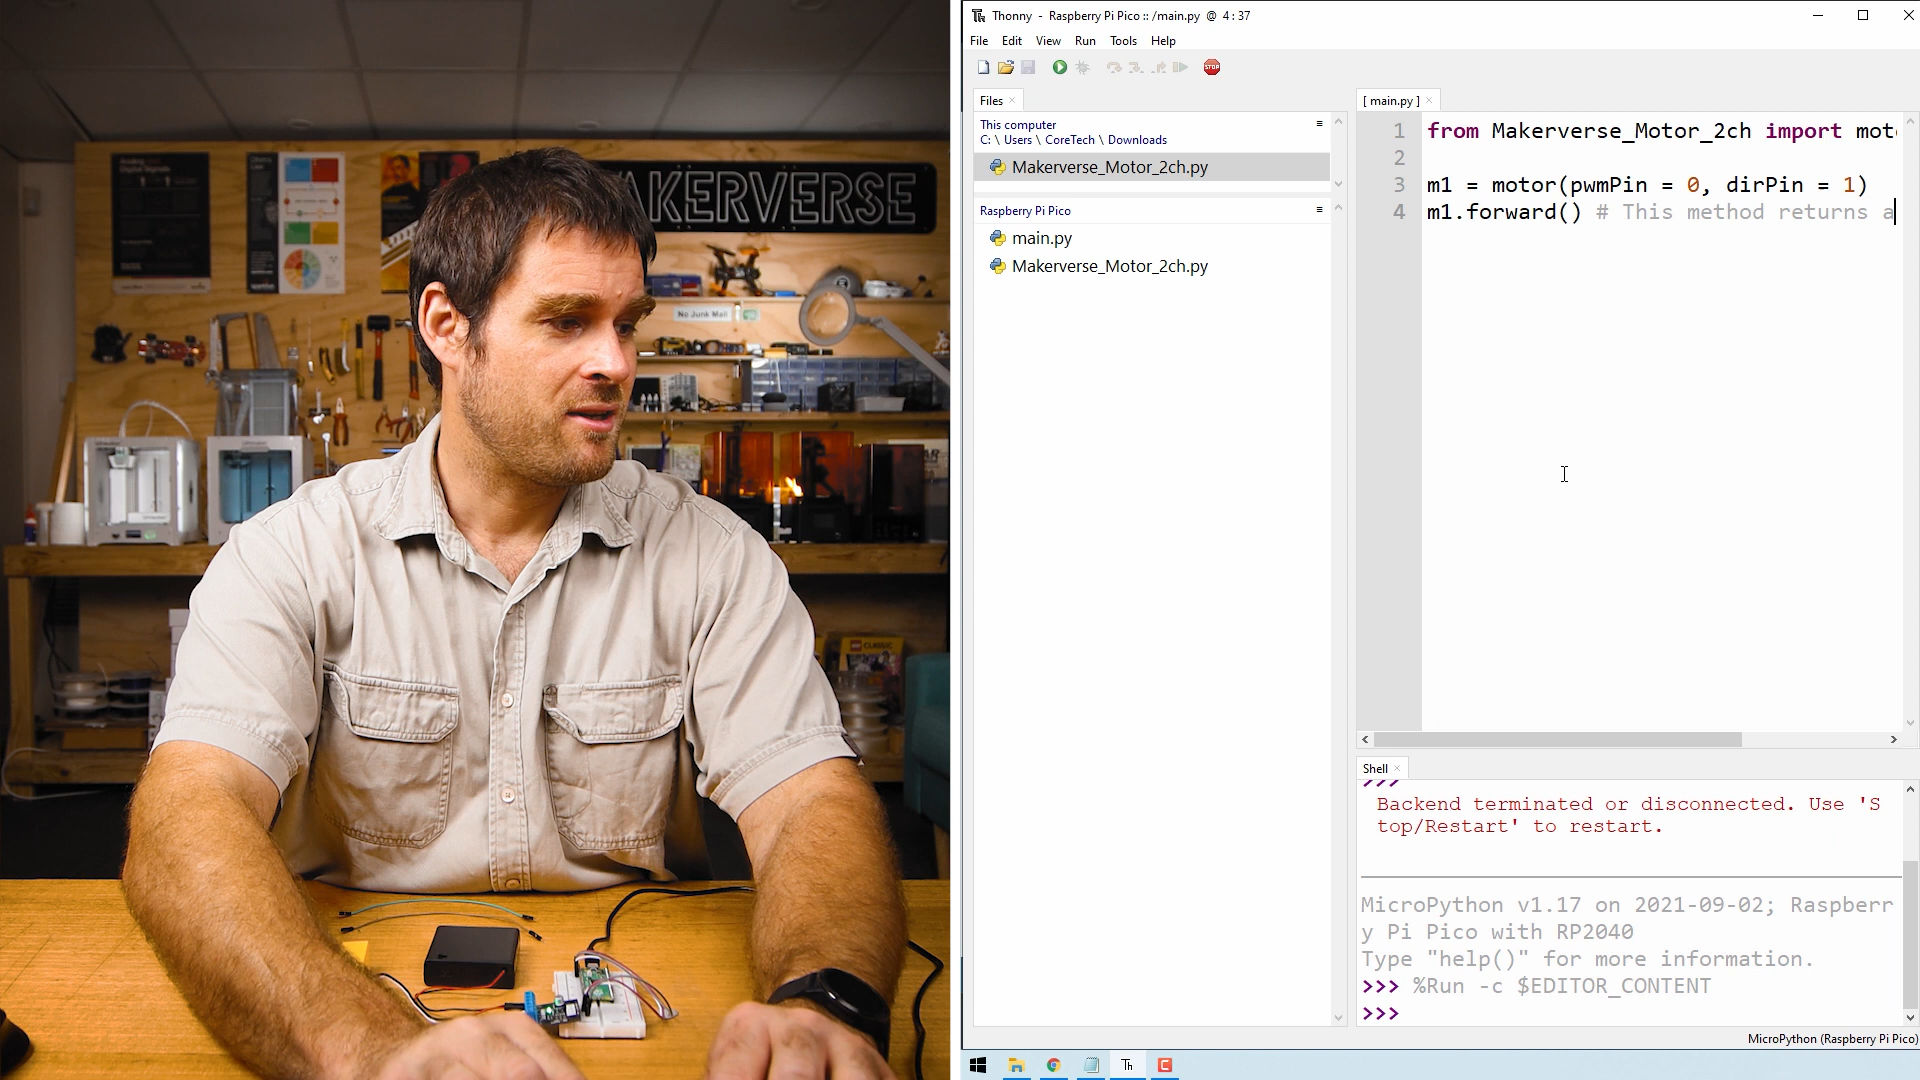 Thonny - Raspberry Pi Pico :: /main.py @ 4 : 37
File Edit View Run Tools Help
STOP
Files
This computer
C: \ Users \ CoreTech \ Downloads
Makerverse_Motor_2ch.py
Raspberry Pi Pico
main.py
Makerverse_Motor_2ch.py
[ main.py ]
1 from Makerverse_Motor_2ch import mot
2
3 m1 = motor(pwmPin = 0, dirPin = 1)
4 m1.forward() # This method returns a
Shell
>>>
Backend terminated or disconnected. Use 'S
top/Restart' to restart.
MicroPython v1.17 on 2021-09-02; Raspberr
y Pi Pico with RP2040
Type "help()" for more information.
>>> %Run -c $EDITOR_CONTENT
>>>
MicroPython (Raspberry Pi Pico)
Th
AKERVERSE
No Junk Mail
CLASSIC